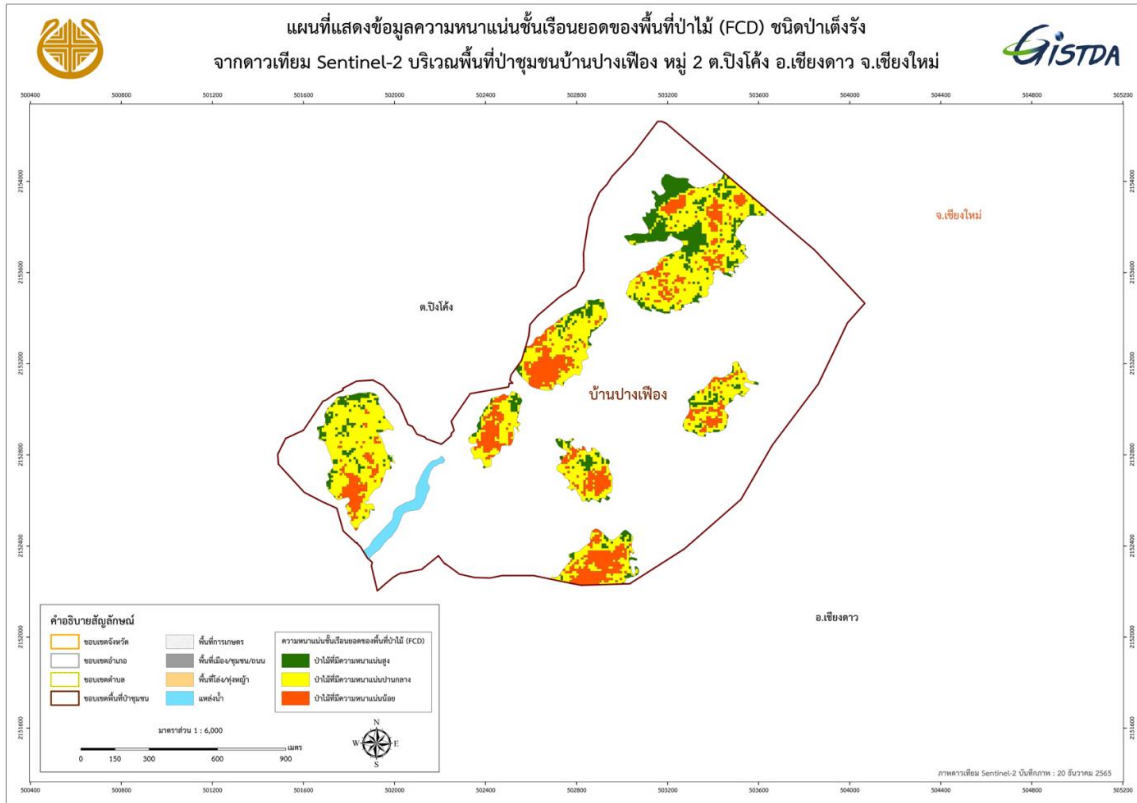 แผนที่แสดงข้อมูลความหนาแน่นชั้นเรือนยอดของพื้นที่ป่าไม้ (FCD) ชนิดป่าเต็งรัง
จากดาวเทียม Sentinel-2 บริเวณพื้นที่ป่าชุมชนบ้านปางเฟือง หมู่ 2 ต.ปิงโค้ง อ.เชียงดาว จ.เชียงใหม่
GISTDA
500400 500800 501200 501600 502000 502400 502800 503200 503600 504000 504400 504800 505200
2154000 2154000
จ.เชียงใหม่
2153600 2153600
ต.ปิงโค้ง
2153200 2153200
บ้านปางเฟือง
2152800 2152800
2152400 2152400
อ.เชียงดาว
2152000 2152000
2151600 2151600
คำอธิบายสัญลักษณ์
ขอบเขตจังหวัด
ขอบเขตอำเภอ
ขอบเขตตำบล
ขอบเขตพื้นที่ป่าชุมชน
พื้นที่การเกษตร
พื้นที่เมือง/ชุมชน/ถนน
พื้นที่โล่ง/ทุ่งหญ้า
แหล่งน้ำ
ความหนาแน่นชั้นเรือนยอดของพื้นที่ป่าไม้ (FCD)
ป่าไม้ที่มีความหนาแน่นสูง
ป่าไม้ที่มีความหนาแน่นปานกลาง
ป่าไม้ที่มีความหนาแน่นน้อย
มาตราส่วน 1 : 6,000
เมตร
0 150 300 600 900
N
W E
S
ภาพดาวเทียม Sentinel-2 บันทึกภาพ : 20 ธันวาคม 2565
500400 500800 501200 501600 502000 502400 502800 503200 503600 504000 504400 504800 505200